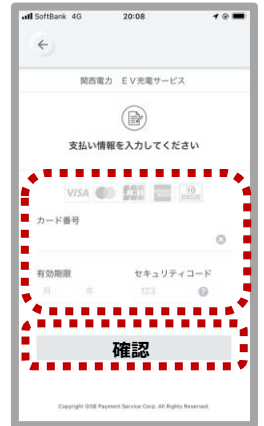 SoftBank 4G 20:08
関西電力 EV充電サービス
支払い情報を入力してください
VISA JCB
カード番号
有効期限 セキュリティコード
月 年 123 ?
確認
Copyright ©SB Payment Service Corp. All Rights Reserved.